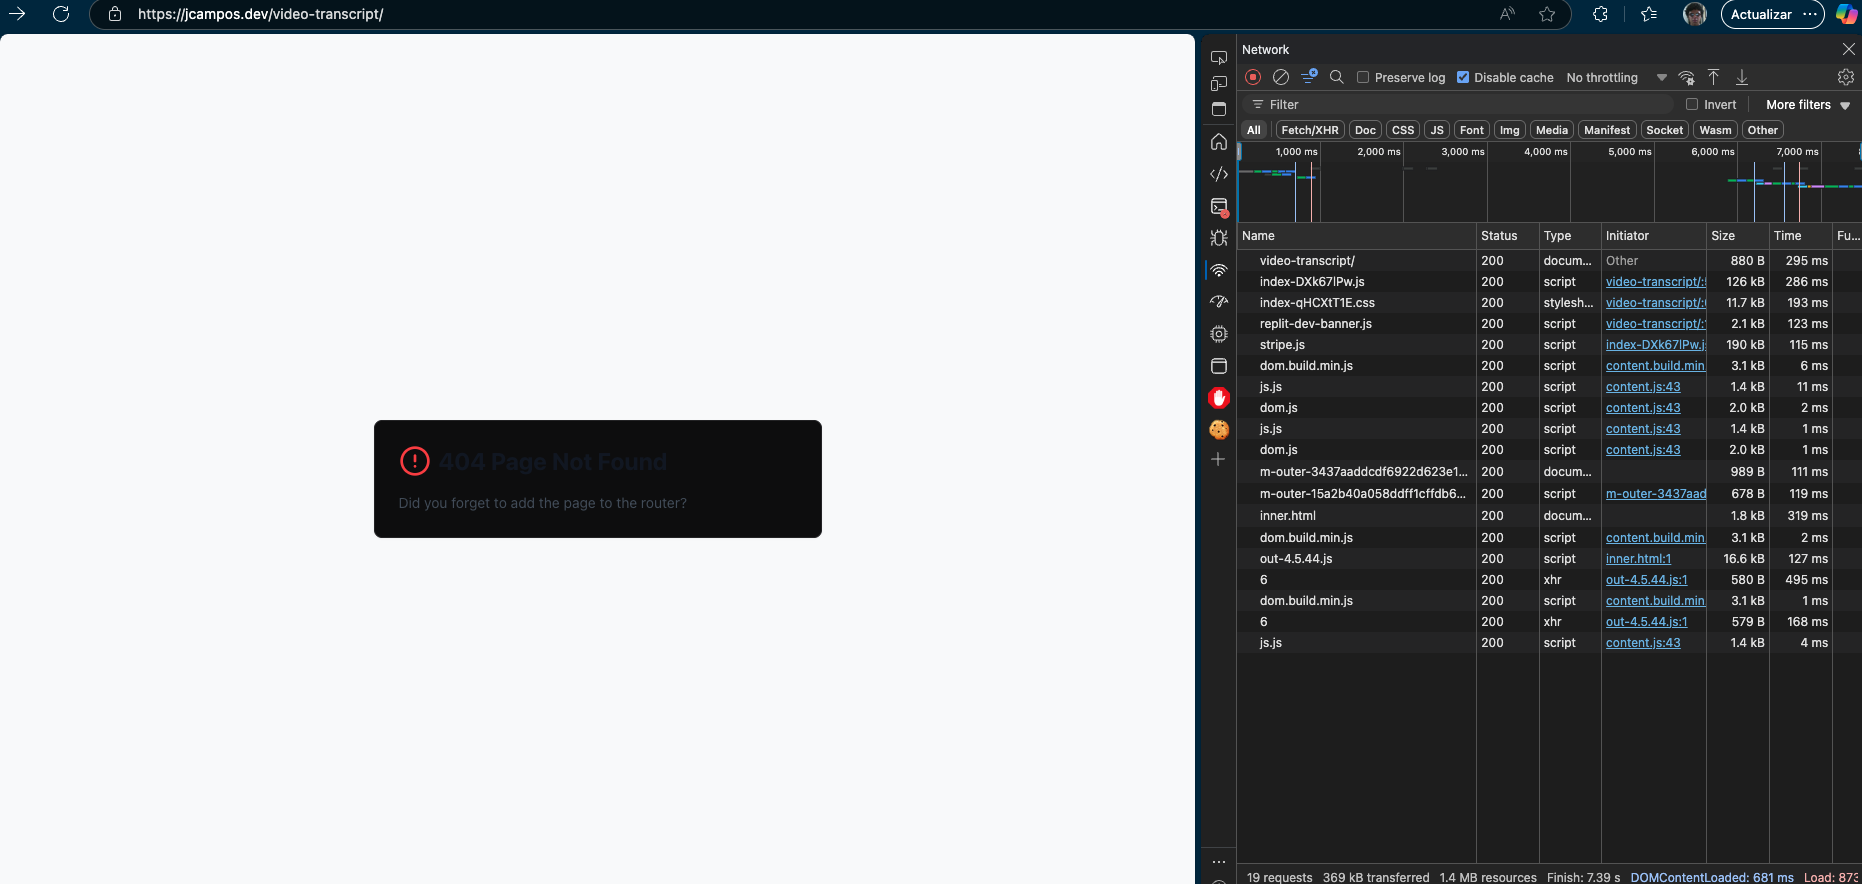 https://jcampos.dev/video-transcript/
Actualizar
404 Page Not Found
Did you forget to add the page to the router?
Network
Preserve log
Disable cache
No throttling
Filter
Invert
More filters
All
Fetch/XHR
Doc
CSS
JS
Font
Img
Media
Manifest
Socket
Wasm
Other
1,000 ms 2,000 ms 3,000 ms 4,000 ms 5,000 ms 6,000 ms 7,000 ms
Name Status Type Initiator Size Time Fu...
video-transcript/ 200 docum... Other 880 B 295 ms
index-DXk67lPw.js 200 script video-transcript/: 126 kB 286 ms
index-qHCXtT1E.css 200 stylesh... video-transcript/: 11.7 kB 193 ms
replit-dev-banner.js 200 script video-transcript/: 2.1 kB 123 ms
stripe.js 200 script index-DXk67lPw.j 190 kB 115 ms
dom.build.min.js 200 script content.build.min 3.1 kB 6 ms
js.js 200 script content.js:43 1.4 kB 11 ms
dom.js 200 script content.js:43 2.0 kB 2 ms
js.js 200 script content.js:43 1.4 kB 1 ms
dom.js 200 script content.js:43 2.0 kB 1 ms
m-outer-3437aaddcdf6922d623e1... 200 docum... 989 B 111 ms
m-outer-15a2b40a058ddff1cffdb6... 200 script m-outer-3437aad 678 B 119 ms
inner.html 200 docum... 1.8 kB 319 ms
dom.build.min.js 200 script content.build.min 3.1 kB 2 ms
out-4.5.44.js 200 script inner.html:1 16.6 kB 127 ms
6 200 xhr out-4.5.44.js:1 580 B 495 ms
dom.build.min.js 200 script content.build.min 3.1 kB 1 ms
6 200 xhr out-4.5.44.js:1 579 B 168 ms
js.js 200 script content.js:43 1.4 kB 4 ms
19 requests 369 kB transferred 1.4 MB resources Finish: 7.39 s DOMContentLoaded: 681 ms Load: 873